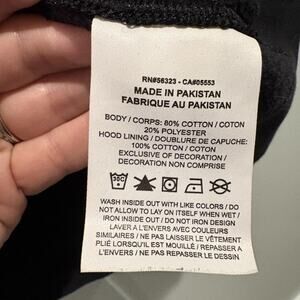 RN#56323 - CA#05553
MADE IN PAKISTAN
FABRIQUE AU PAKISTAN
BODY / CORPS: 80% COTTON / COTON
20% POLYESTER
HOOD LINING / DOUBLURE DE CAPUCHE:
100% COTTON / COTON
EXCLUSIVE OF DECORATION /
DECORATION NON COMPRISE
30C
WASH INSIDE OUT WITH LIKE COLORS / DO
NOT ALLOW TO LAY ON ITSELF WHEN WET
/ IRON INSIDE OUT / DO NOT IRON DESIGN
LAVER A L'ENVERS AVEC COULEURS
SIMILAIRES / NE PAS LAISSER LE VÊTEMENT
PLIÉ LORSQU'IL EST MOUILLÉ / REPASSER A
L'ENVERS / NE PAS REPASSER LE DESSIN